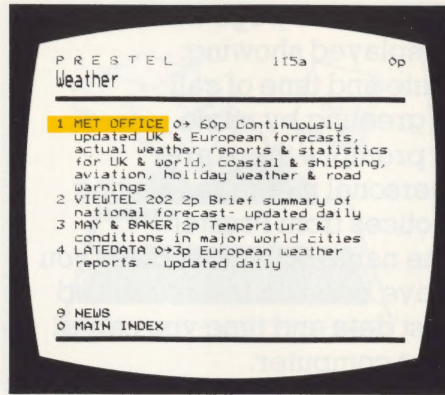 PRESTEL 115a 0p
Weather
1 MET OFFICE 0→ 60p Continuously
updated UK & European forecasts,
actual weather reports & statistics
for UK & world, coastal & shipping,
aviation, holiday weather & road
warnings
2 VIEWTEL 202 2p Brief summary of
national forecast- updated daily
3 MAY & BAKER 2p Temperature &
conditions in major world cities
4 LATEDATA 0→3p European weather
reports - updated daily
9 NEWS
0 MAIN INDEX